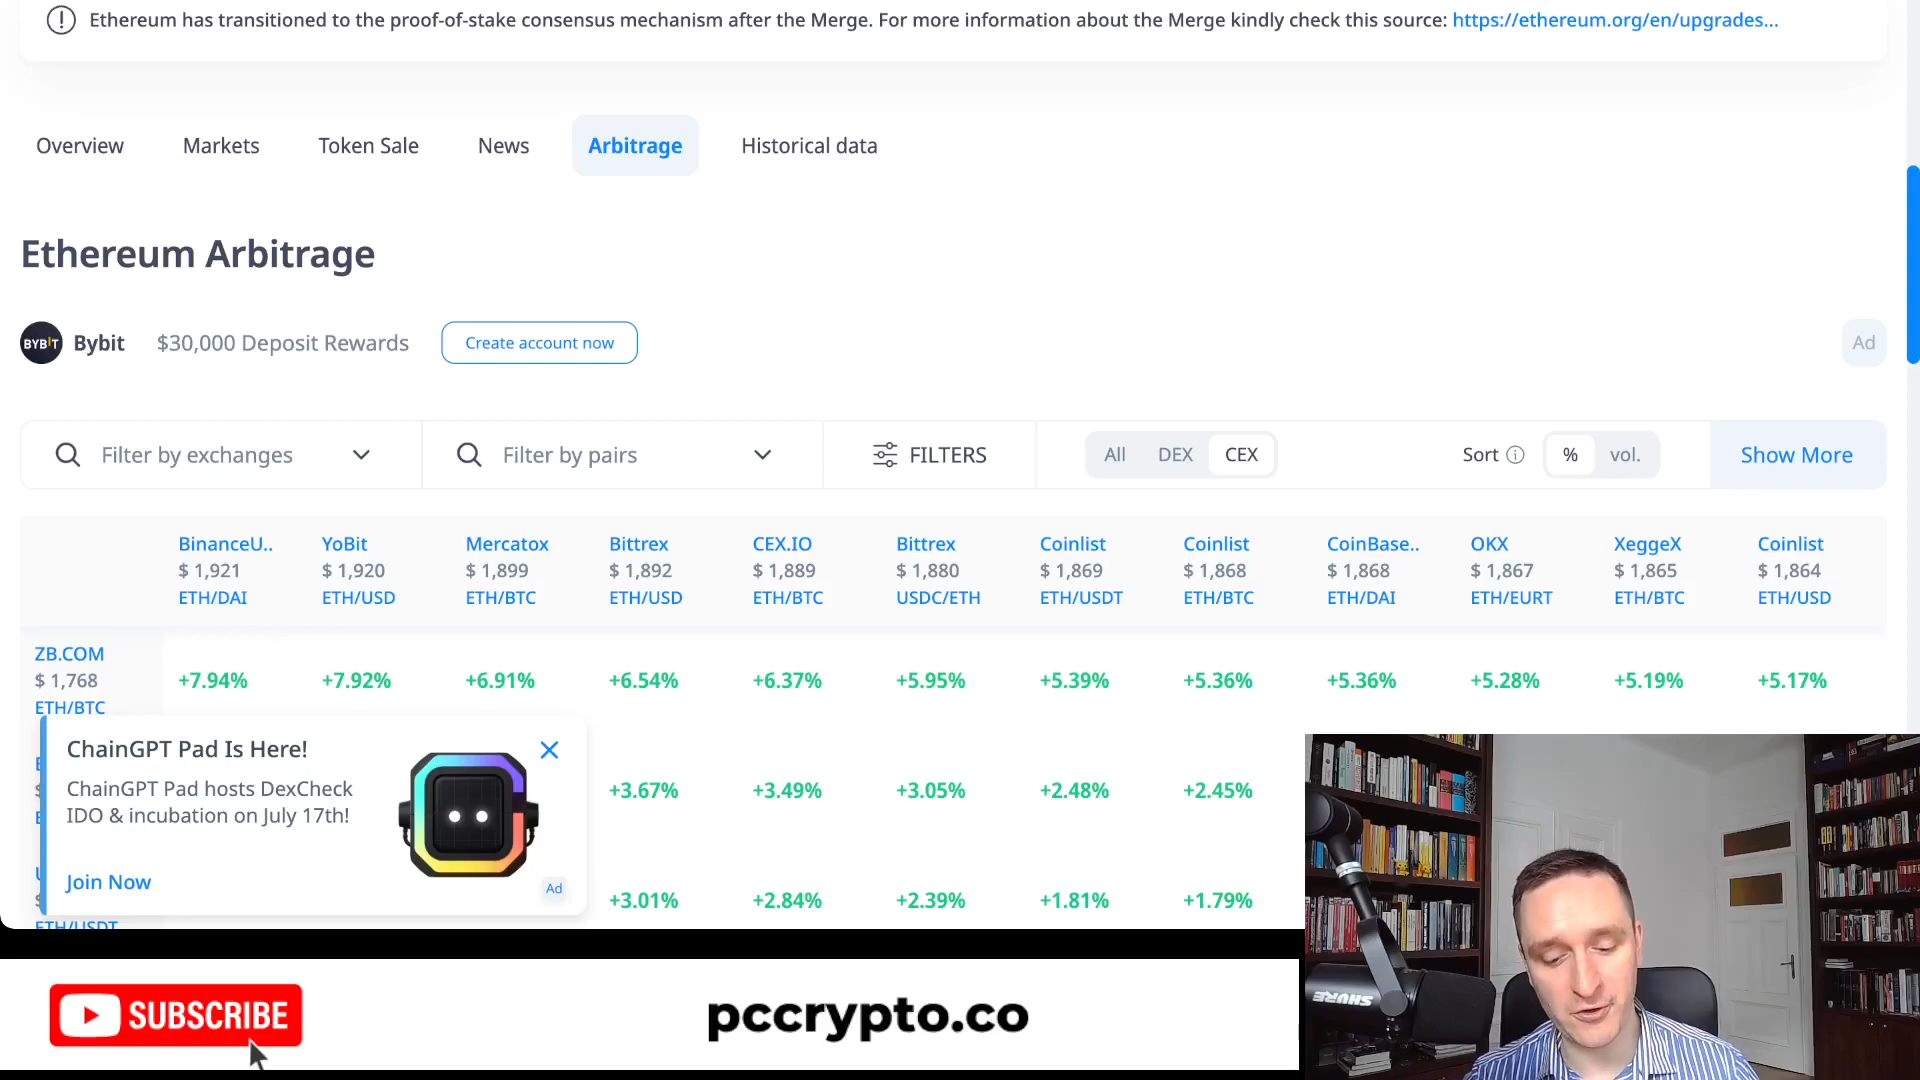 Ethereum has transitioned to the proof-of-stake consensus mechanism after the Merge. For more information about the Merge kindly check this source: https://ethereum.org/en/upgrades...
Overview Markets Token Sale News Arbitrage Historical data
Ethereum Arbitrage
BYBIT Bybit $30,000 Deposit Rewards Create account now Ad
Filter by exchanges Filter by pairs FILTERS All DEX CEX Sort % vol. Show More
BinanceU.. YoBit Mercatox Bittrex CEX.IO Bittrex Coinlist Coinlist CoinBase.. OKX XeggeX Coinlist
$ 1,921 $ 1,920 $ 1,899 $ 1,892 $ 1,889 $ 1,880 $ 1,869 $ 1,868 $ 1,868 $ 1,867 $ 1,865 $ 1,864
ETH/DAI ETH/USD ETH/BTC ETH/USD ETH/BTC USDC/ETH ETH/USDT ETH/BTC ETH/DAI ETH/EURT ETH/BTC ETH/USD
ZB.COM
$ 1,768 +7.94% +7.92% +6.91% +6.54% +6.37% +5.95% +5.39% +5.36% +5.36% +5.28% +5.19% +5.17%
ETH/BTC
ChainGPT Pad Is Here!
ChainGPT Pad hosts DexCheck
IDO & incubation on July 17th!
Join Now
Ad
+3.67% +3.49% +3.05% +2.48% +2.45%
+3.01% +2.84% +2.39% +1.81% +1.79%
ETH/USDT
SUBSCRIBE
pccrypto.co
SHURE